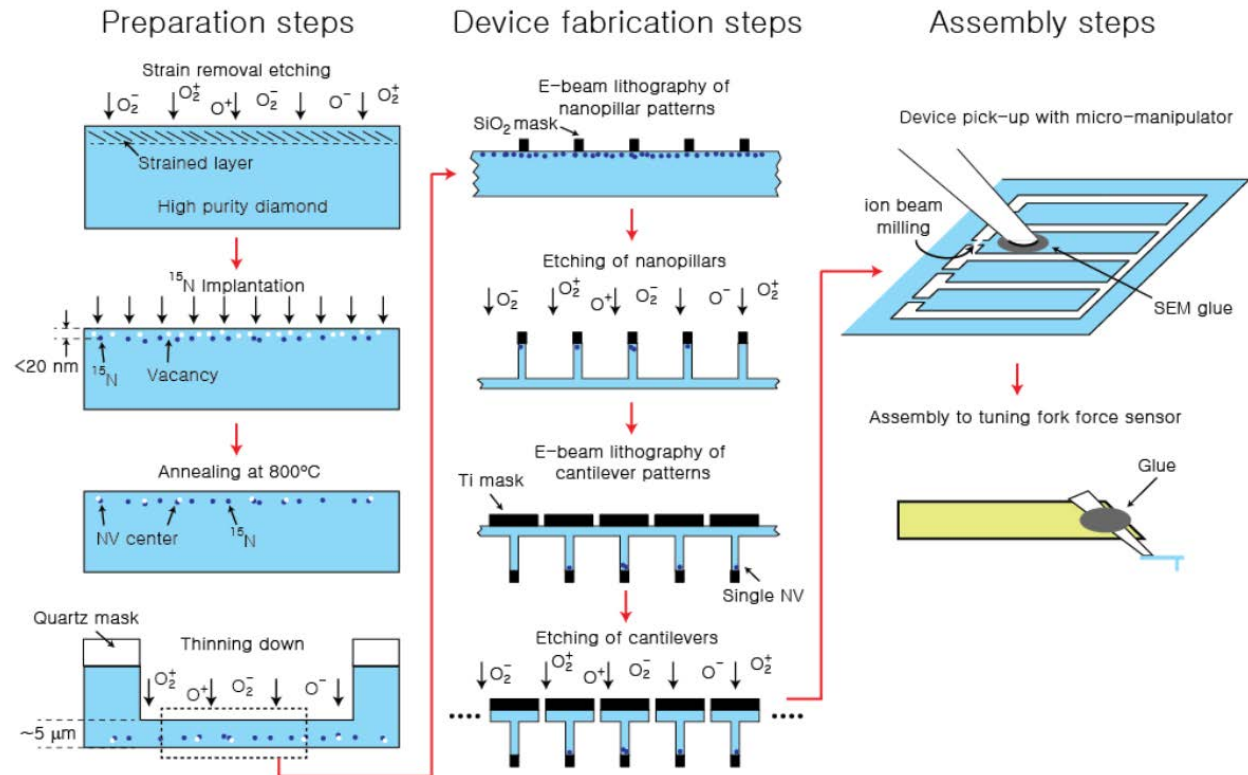 Preparation steps
Strain removal etching
O₂⁻ O₂⁺ O⁺ O₂⁻ O⁻ O₂⁺
Strained layer
High purity diamond
¹⁵N Implantation
<20 nm
¹⁵N
Vacancy
Annealing at 800°C
NV center
¹⁵N
Quartz mask
Thinning down
O₂⁺ O⁺ O₂⁻ O⁻
~5 μm
Device fabrication steps
E-beam lithography of
nanopillar patterns
SiO₂ mask
Etching of nanopillars
O₂⁻ O₂⁺ O⁺ O₂⁻ O⁻ O₂⁺
E-beam lithography of
cantilever patterns
Ti mask
Single NV
Etching of cantilevers
O₂⁻ O₂⁺ O⁺ O₂⁻ O⁻ O₂⁺
Assembly steps
Device pick-up with micro-manipulator
ion beam
milling
SEM glue
Assembly to tuning fork force sensor
Glue